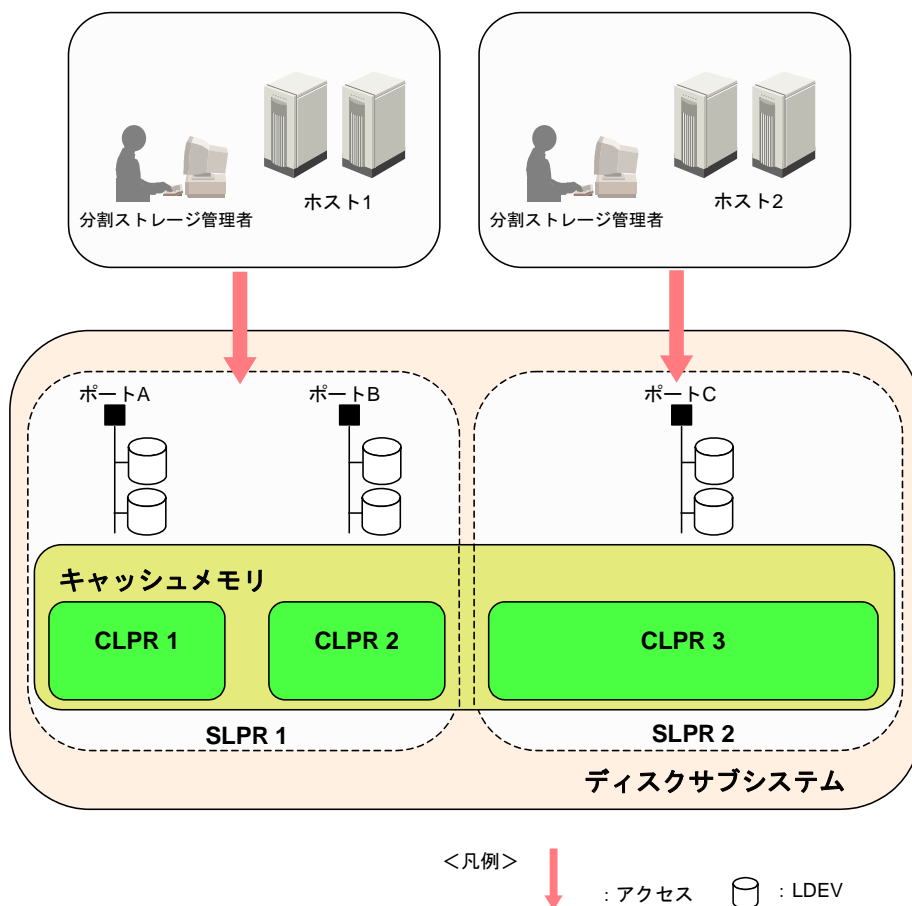 ホスト1
分割ストレージ管理者
ホスト2
分割ストレージ管理者
ポートA
ポートB
ポートC
キャッシュメモリ
CLPR 1
CLPR 2
CLPR 3
SLPR 1
SLPR 2
ディスクサブシステム
＜凡例＞
：アクセス
：LDEV